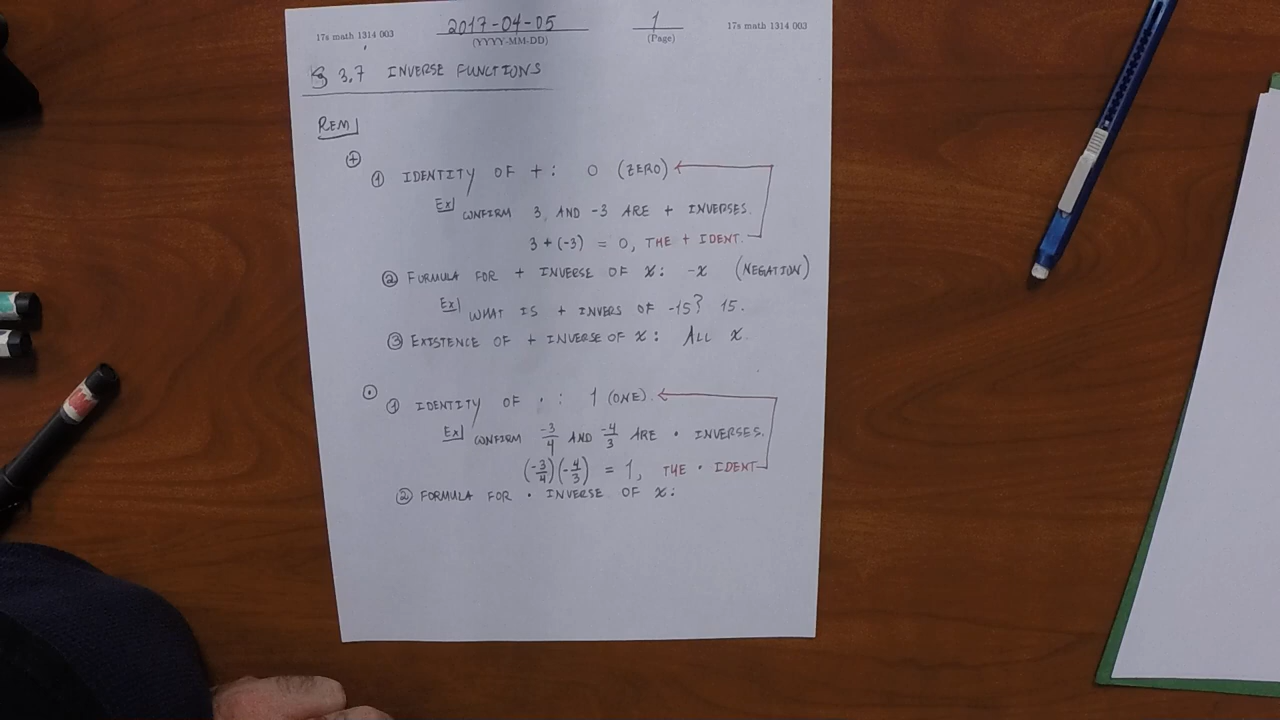 17s math 1314 003 2017-04-05 1 17s math 1314 003
(YYYY-MM-DD) (Page)
§ 3.7 INVERSE FUNCTIONS
REM
+
① IDENTITY OF + : 0 (ZERO)
Ex CONFIRM 3 AND -3 ARE + INVERSES.
3 + (-3) = 0, THE + IDENT.
② FORMULA FOR + INVERSE OF x: -x (NEGATION)
Ex WHAT IS + INVERS OF -15? 15.
③ EXISTENCE OF + INVERSE OF x: ALL x.
⊙
① IDENTITY OF · : 1 (ONE).
Ex CONFIRM -3/4 AND -4/3 ARE · INVERSES.
(-3/4)(-4/3) = 1, THE · IDENT
② FORMULA FOR · INVERSE OF x: